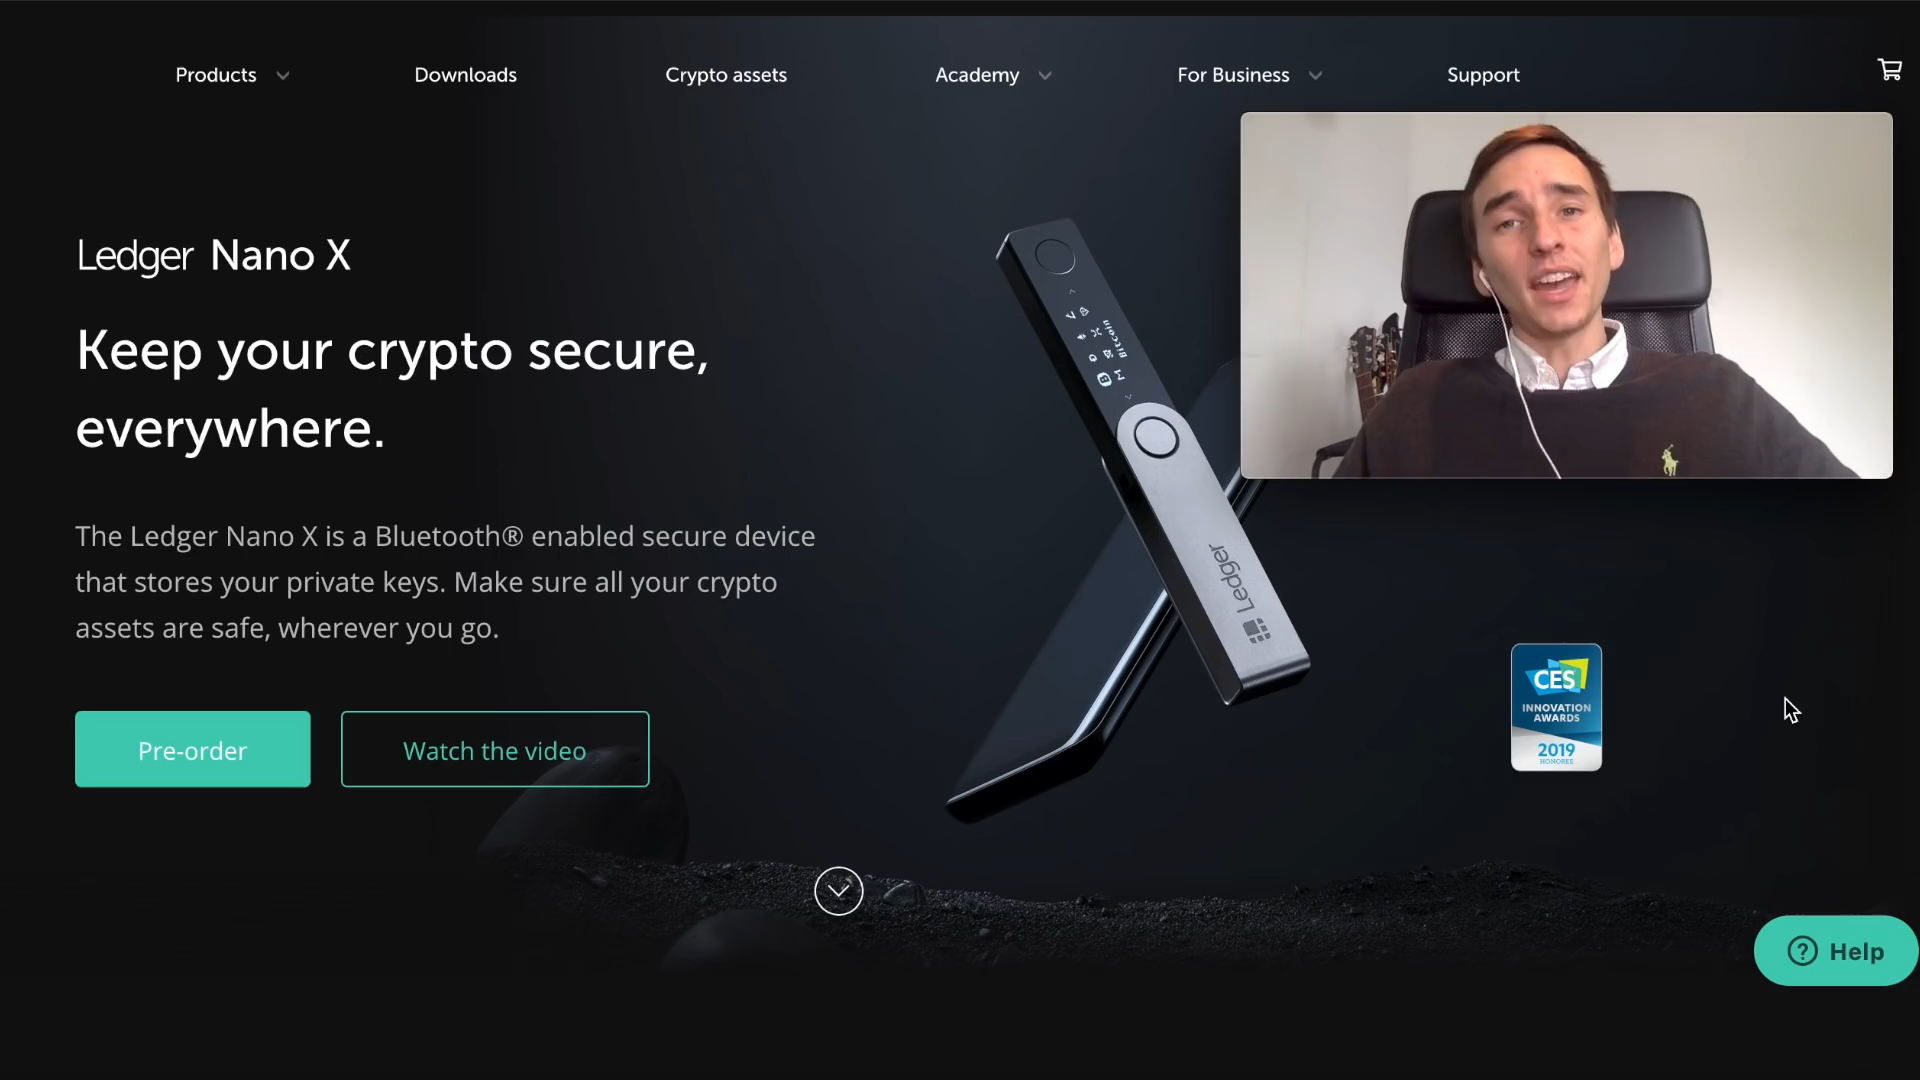 Products
Downloads
Crypto assets
Academy
For Business
Support
Ledger Nano X
Keep your crypto secure,
everywhere.
The Ledger Nano X is a Bluetooth® enabled secure device
that stores your private keys. Make sure all your crypto
assets are safe, wherever you go.
Pre-order
Watch the video
Bitcoin
Ledger
CES
INNOVATION
AWARDS
2019
HONOREE
Help